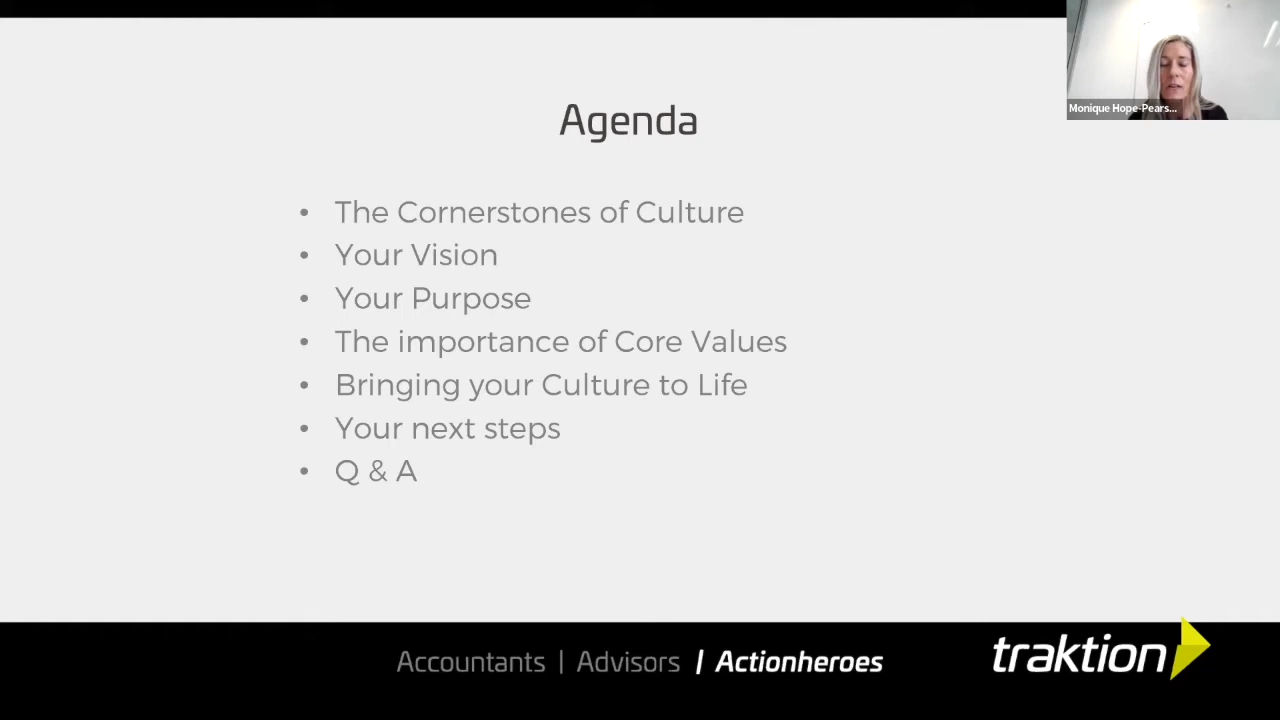 Monique Hope-Pears...
Agenda
• The Cornerstones of Culture
• Your Vision
• Your Purpose
• The importance of Core Values
• Bringing your Culture to Life
• Your next steps
• Q & A
Accountants | Advisors | Actionheroes
traktion